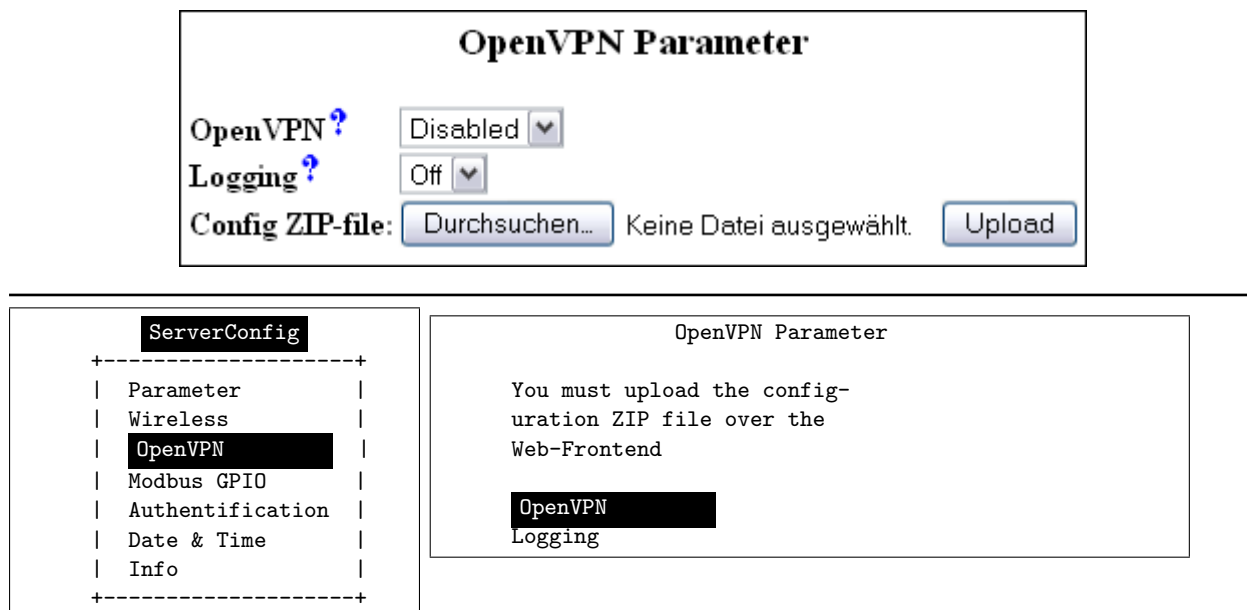 OpenVPN Parameter
OpenVPN? Disabled
Logging? Off
Config ZIP-file: Durchsuchen... Keine Datei ausgewählt. Upload
ServerConfig
+--------------------+
| Parameter |
| Wireless |
| OpenVPN |
| Modbus GPIO |
| Authentification |
| Date & Time |
| Info |
+--------------------+
OpenVPN Parameter
You must upload the config-
uration ZIP file over the
Web-Frontend
OpenVPN
Logging